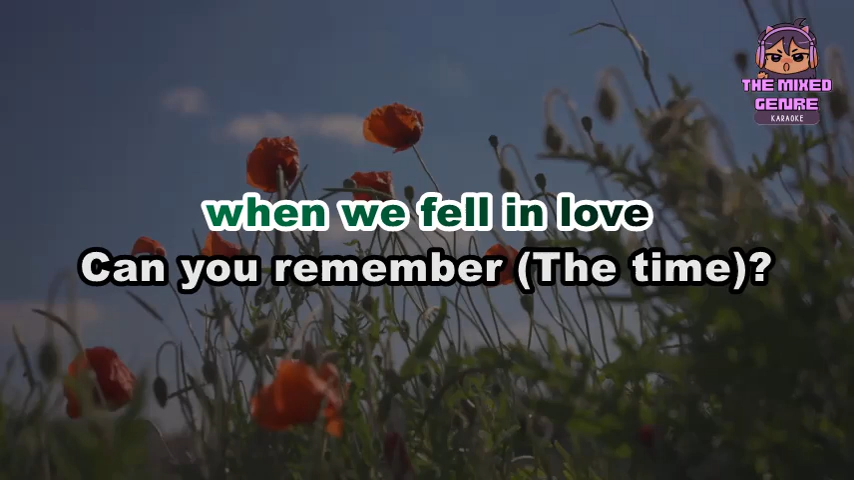 THE MIXED
GENRE
KARAOKE
when we fell in love
Can you remember (The time)?